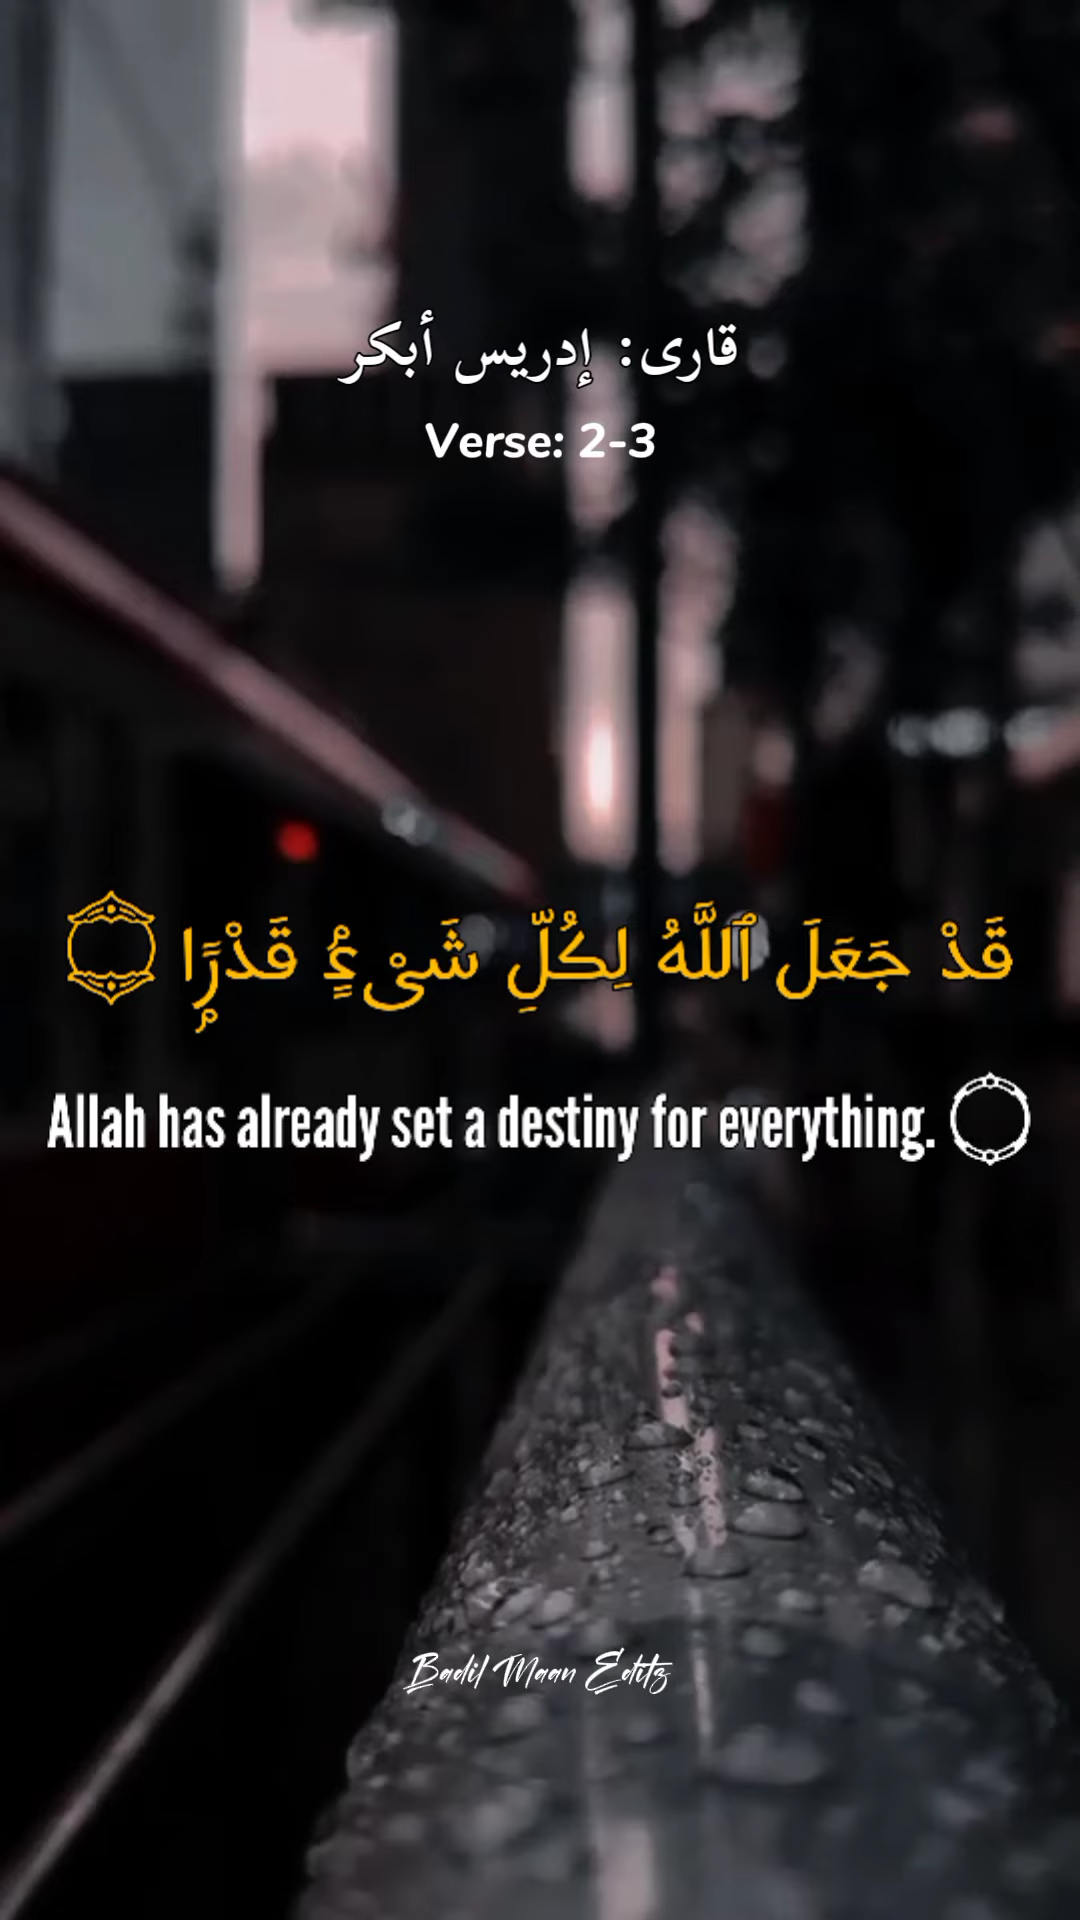 قارى: إدريس أبكر
Verse: 2-3
قَدْ جَعَلَ ٱللَّهُ لِكُلِّ شَىْءٍۢ قَدْرًۭا ۝
Allah has already set a destiny for everything.
Badil Maan Editz